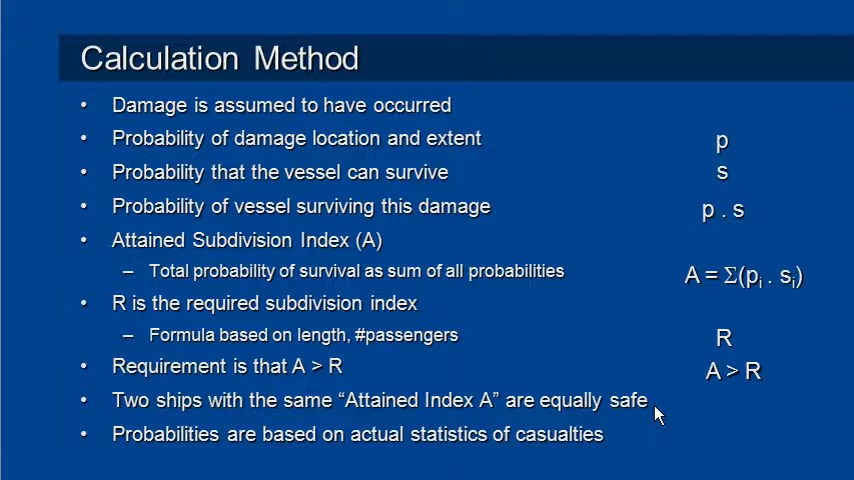 Calculation Method
• Damage is assumed to have occurred
• Probability of damage location and extent p
• Probability that the vessel can survive s
• Probability of vessel surviving this damage p . s
• Attained Subdivision Index (A)
– Total probability of survival as sum of all probabilities A = Σ(pi . si)
• R is the required subdivision index
– Formula based on length, #passengers R
• Requirement is that A > R A > R
• Two ships with the same “Attained Index A” are equally safe
• Probabilities are based on actual statistics of casualties